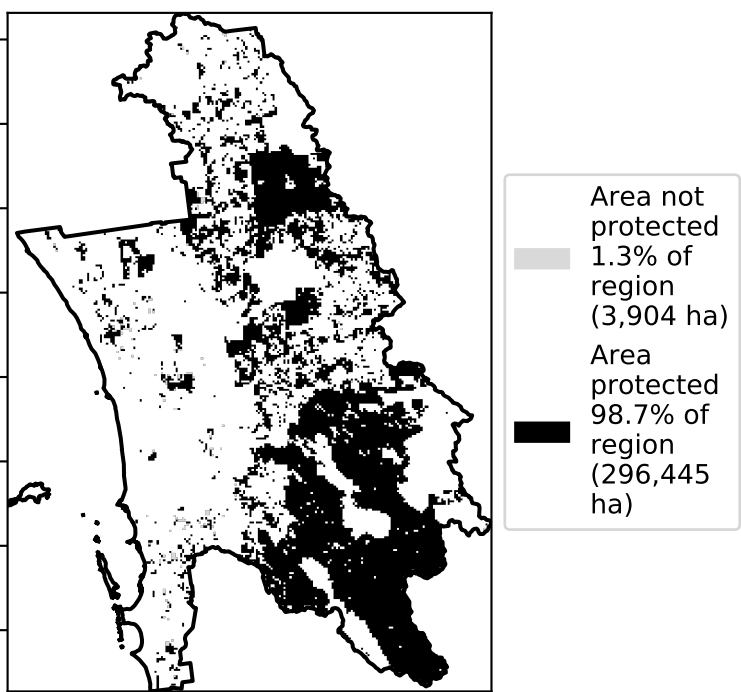 Area not
protected
1.3% of
region
(3,904 ha)
Area
protected
98.7% of
region
(296,445
ha)